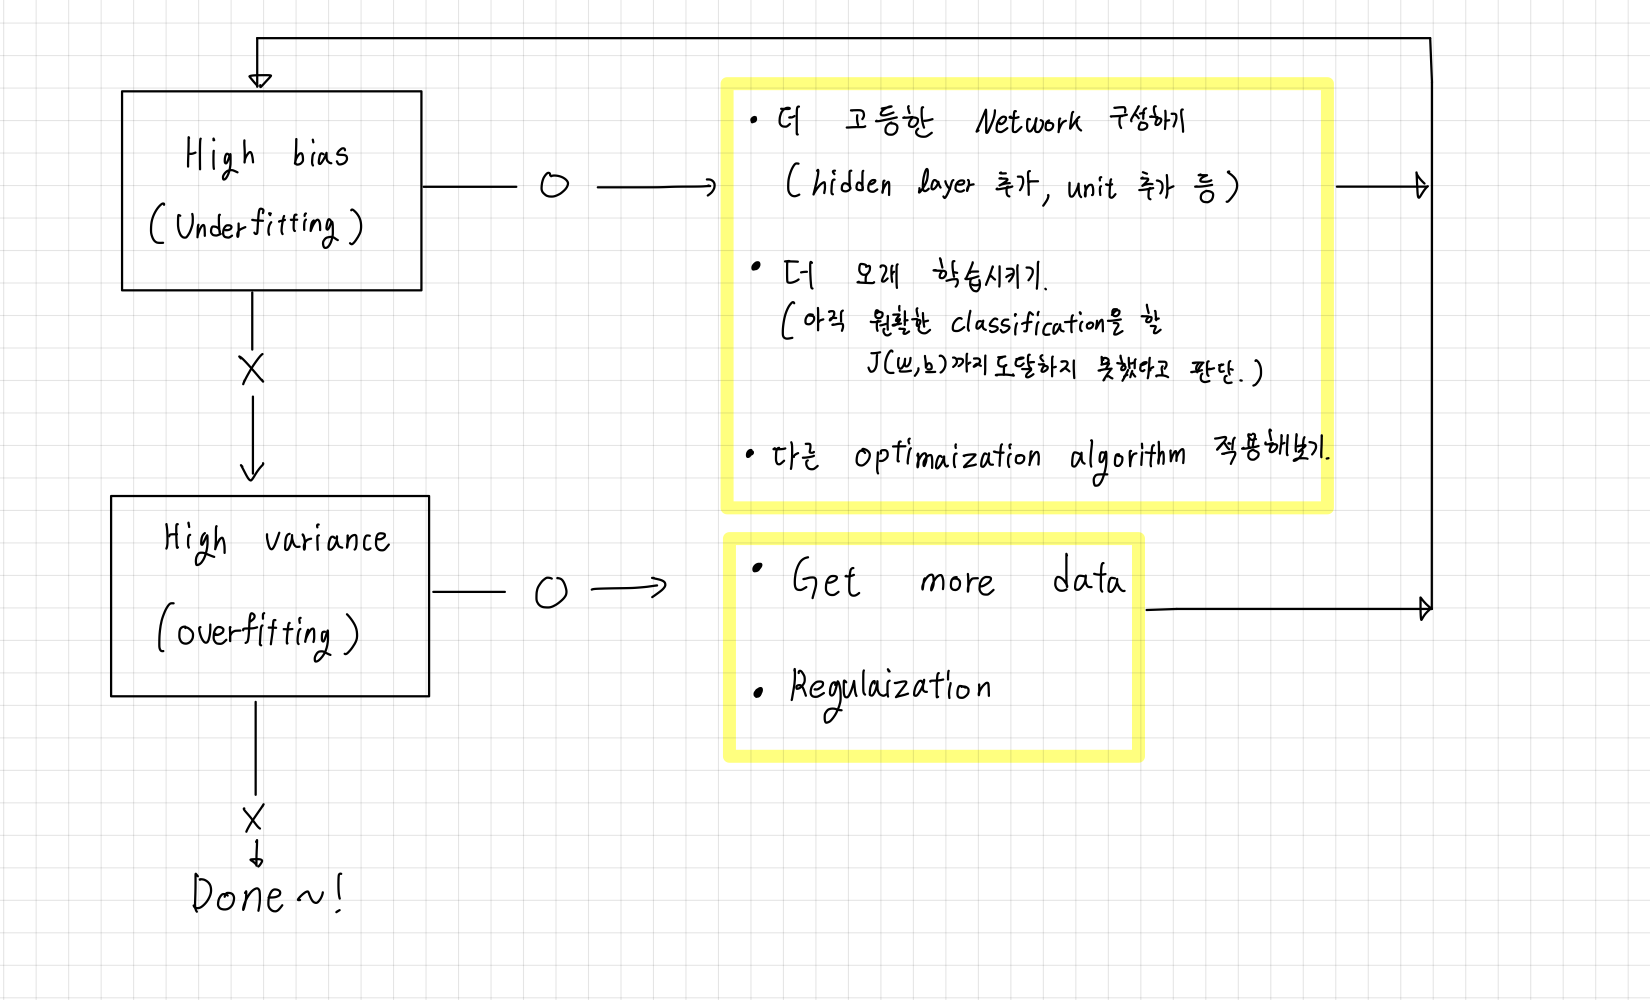 High bias
(Underfitting)
O
• 더 고등한 Network 구성하기
(hidden layer 추가, unit 추가 등)
• 더 오래 학습시키기.
(아직 원활한 classification을 할
J(w,b)까지 도달하지 못했다고 판단.)
• 다른 optimaization algorithm 적용해보기.
X
High variance
(overfitting)
O
• Get more data
• Regulaization
X
Done~!